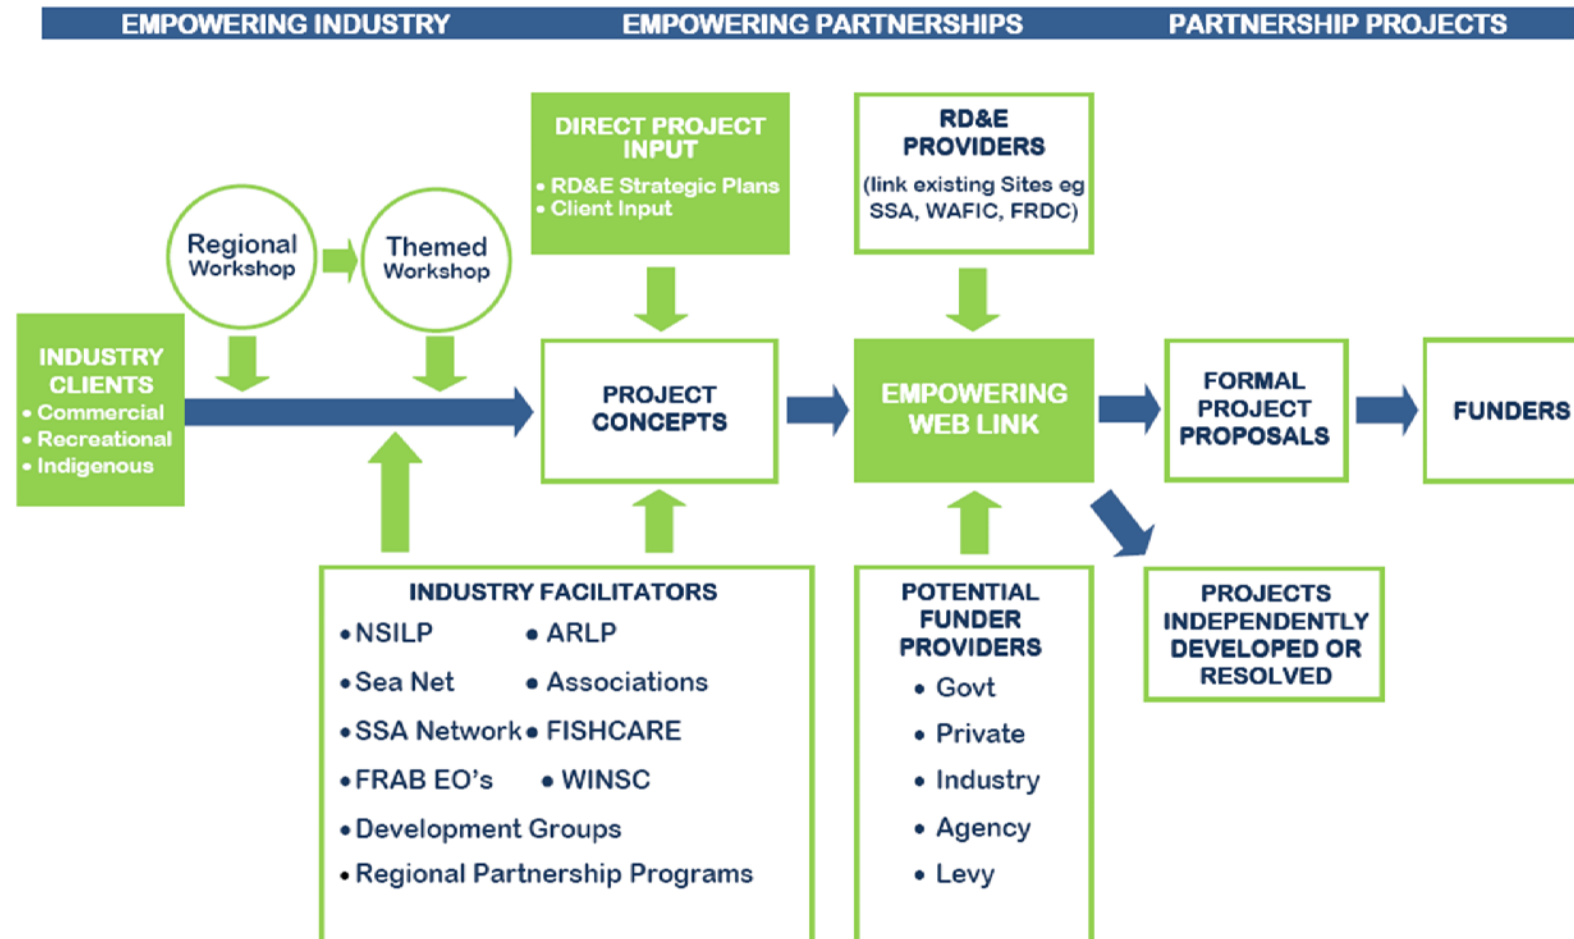 EMPOWERING INDUSTRY
EMPOWERING PARTNERSHIPS
PARTNERSHIP PROJECTS
DIRECT PROJECT
INPUT
• RD&E Strategic Plans
• Client Input
RD&E
PROVIDERS
(link existing Sites eg
SSA, WAFIC, FRDC)
Regional
Workshop
Themed
Workshop
INDUSTRY
CLIENTS
• Commercial
• Recreational
• Indigenous
PROJECT
CONCEPTS
EMPOWERING
WEB LINK
FORMAL
PROJECT
PROPOSALS
FUNDERS
INDUSTRY FACILITATORS
• NSILP
• ARLP
• Sea Net
• Associations
• SSA Network
• FISHCARE
• FRAB EO's
• WINSC
• Development Groups
• Regional Partnership Programs
POTENTIAL
FUNDER
PROVIDERS
• Govt
• Private
• Industry
• Agency
• Levy
PROJECTS
INDEPENDENTLY
DEVELOPED OR
RESOLVED